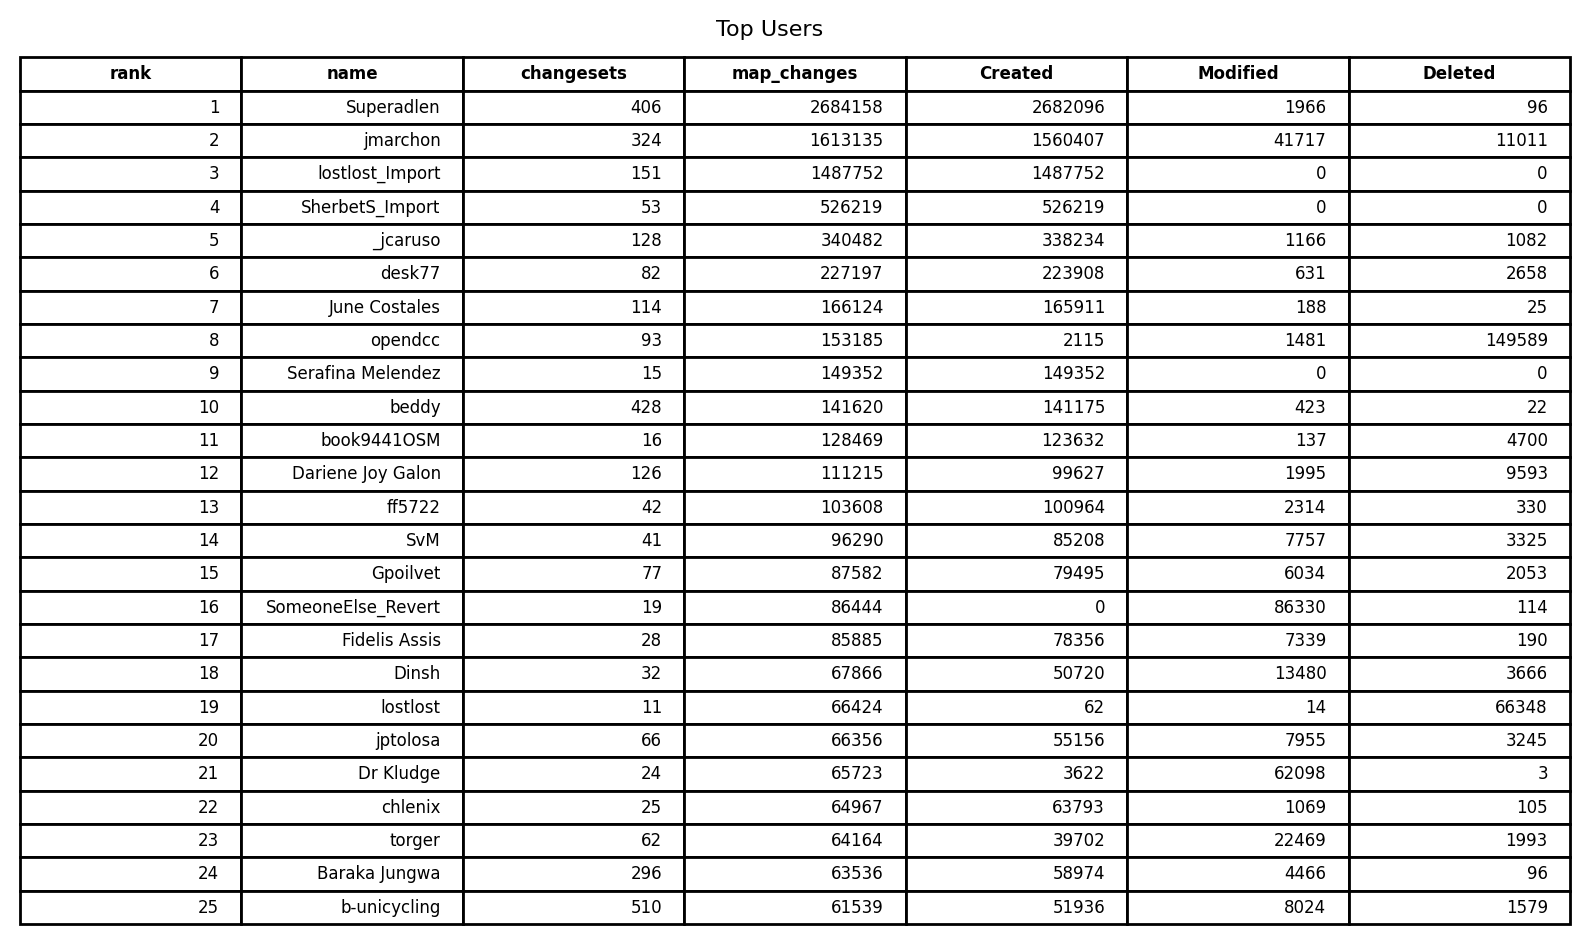 Top Users
rank name changesets map_changes Created Modified Deleted
1 Superadlen 406 2684158 2682096 1966 96
2 jmarchon 324 1613135 1560407 41717 11011
3 lostlost_Import 151 1487752 1487752 0 0
4 SherbetS_Import 53 526219 526219 0 0
5 _jcaruso 128 340482 338234 1166 1082
6 desk77 82 227197 223908 631 2658
7 June Costales 114 166124 165911 188 25
8 opendcc 93 153185 2115 1481 149589
9 Serafina Melendez 15 149352 149352 0 0
10 beddy 428 141620 141175 423 22
11 book9441OSM 16 128469 123632 137 4700
12 Dariene Joy Galon 126 111215 99627 1995 9593
13 ff5722 42 103608 100964 2314 330
14 SvM 41 96290 85208 7757 3325
15 Gpoilvet 77 87582 79495 6034 2053
16 SomeoneElse_Revert 19 86444 0 86330 114
17 Fidelis Assis 28 85885 78356 7339 190
18 Dinsh 32 67866 50720 13480 3666
19 lostlost 11 66424 62 14 66348
20 jptolosa 66 66356 55156 7955 3245
21 Dr Kludge 24 65723 3622 62098 3
22 chlenix 25 64967 63793 1069 105
23 torger 62 64164 39702 22469 1993
24 Baraka Jungwa 296 63536 58974 4466 96
25 b-unicycling 510 61539 51936 8024 1579